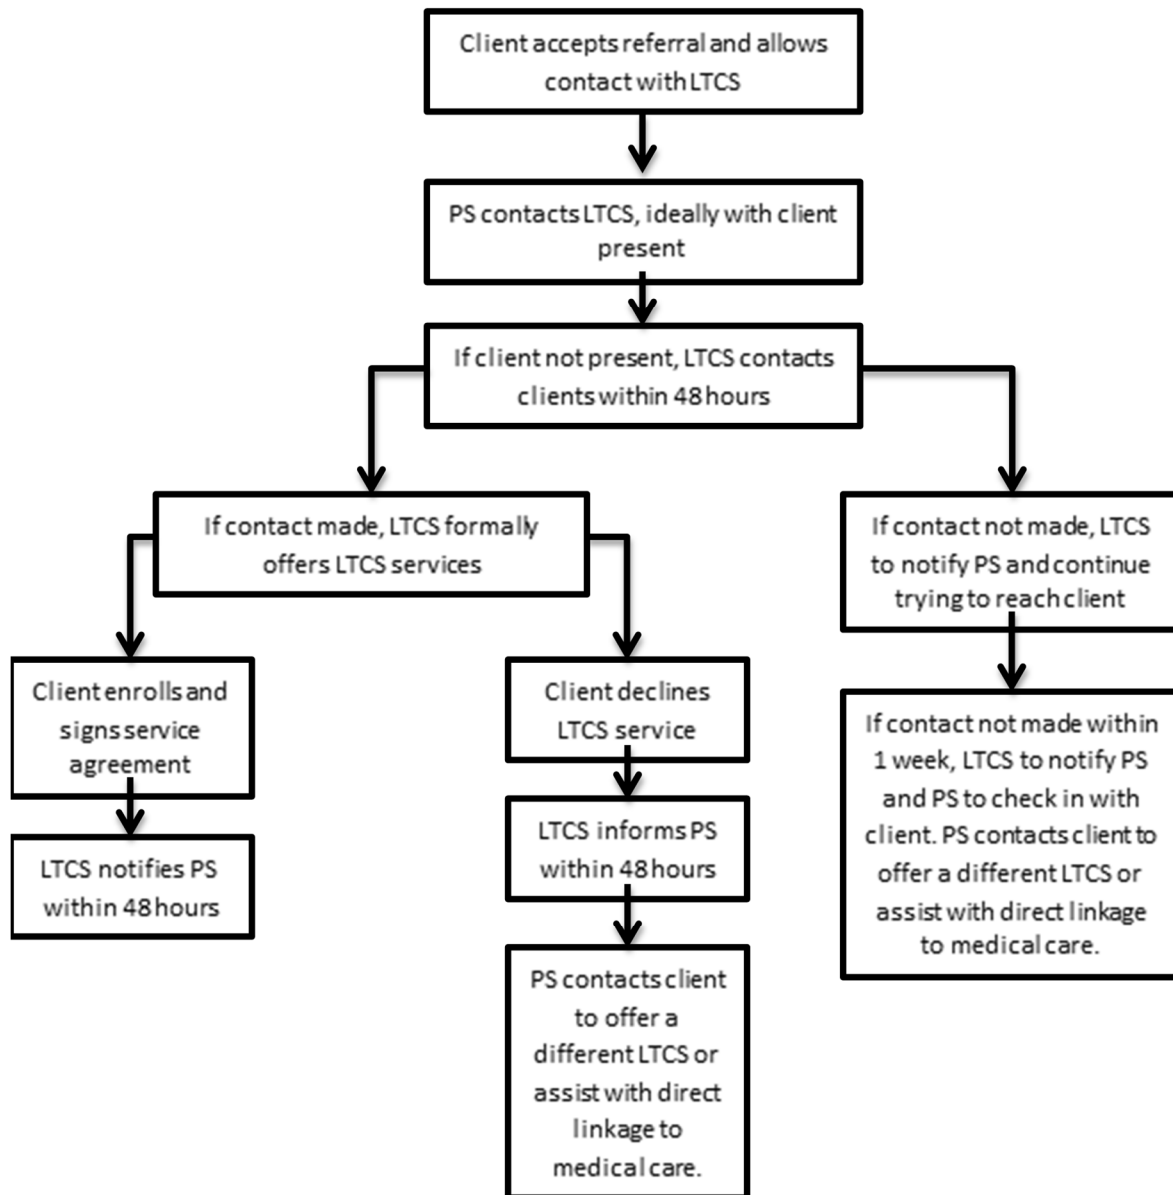 Client accepts referral and allows
contact with LTCS
PS contacts LTCS, ideally with client
present
If client not present, LTCS contacts
clients within 48 hours
If contact made, LTCS formally
offers LTCS services
If contact not made, LTCS
to notify PS and continue
trying to reach client
Client enrolls and
signs service
agreement
LTCS notifies PS
within 48 hours
Client declines
LTCS service
LTCS informs PS
within 48 hours
PS contacts client
to offer a
different LTCS or
assist with direct
linkage to
medical care.
If contact not made within
1 week, LTCS to notify PS
and PS to check in with
client. PS contacts client to
offer a different LTCS or
assist with direct linkage
to medical care.